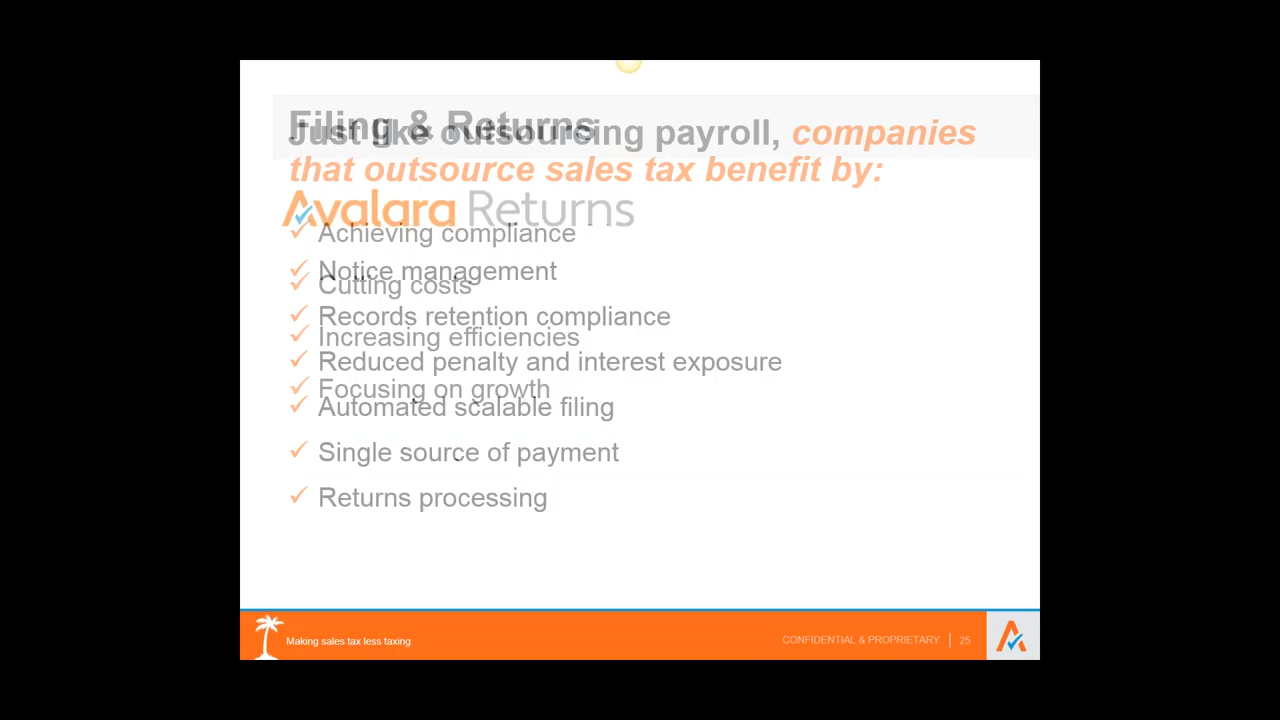 Filing & Returns
Just like outsourcing payroll, companies
that outsource sales tax benefit by:
Avalara Returns
✓ Achieving compliance
✓ Notice management
✓ Cutting costs
✓ Records retention compliance
✓ Increasing efficiencies
✓ Reduced penalty and interest exposure
✓ Focusing on growth
✓ Automated scalable filing
✓ Single source of payment
✓ Returns processing
Making sales tax less taxing
CONFIDENTIAL & PROPRIETARY | 25